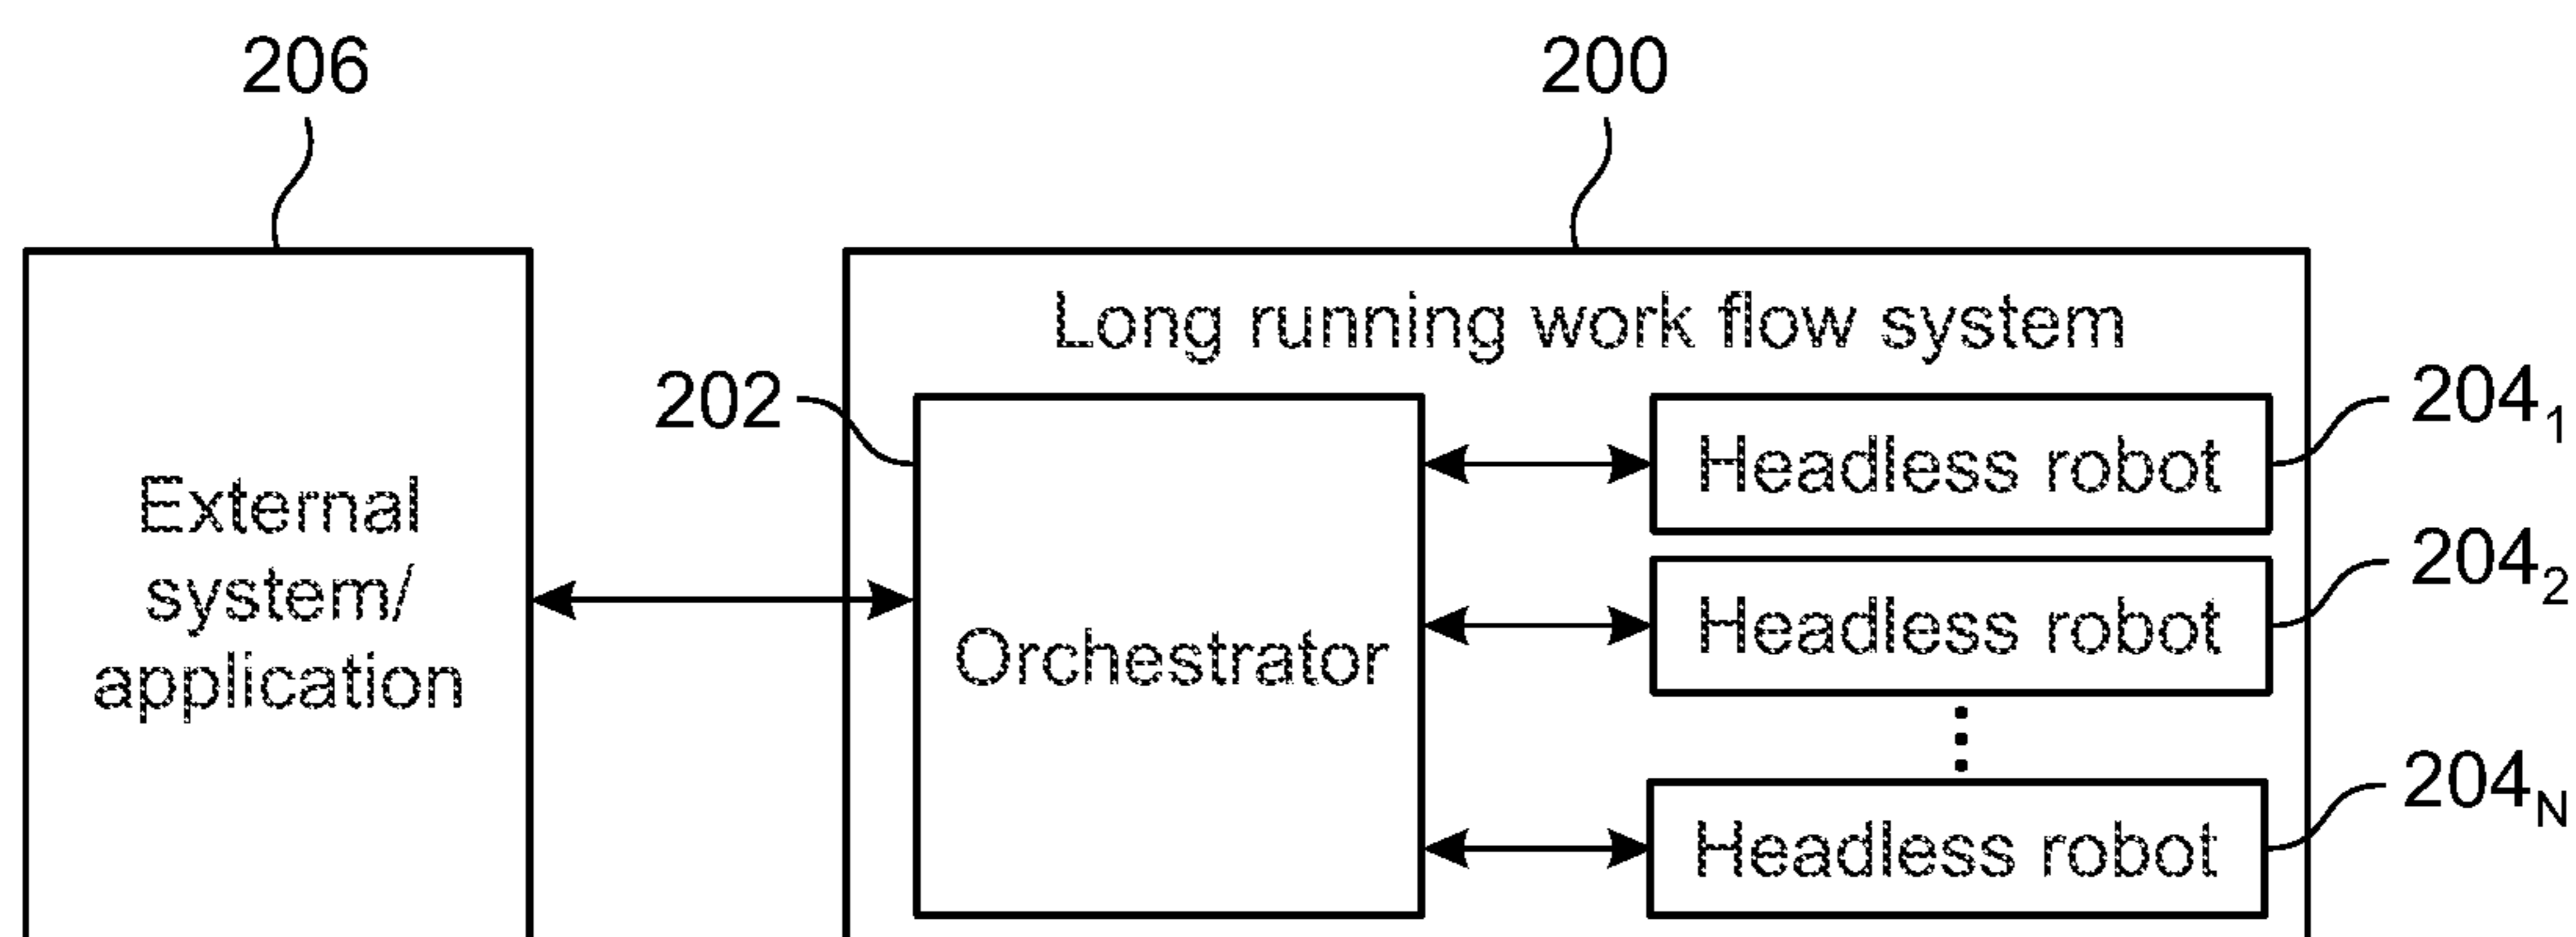 206
200
Long running work flow system
202
204₁
Headless robot
External
system/
application
Orchestrator
204₂
Headless robot
204ₙ
Headless robot